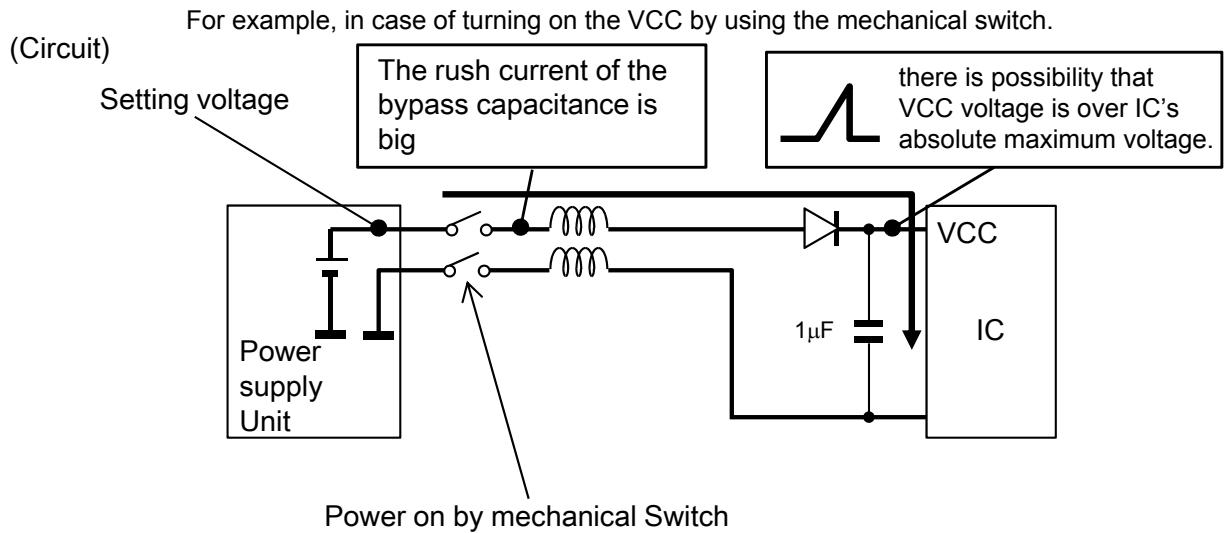 For example, in case of turning on the VCC by using the mechanical switch.
(Circuit)
Setting voltage
The rush current of the
bypass capacitance is
big
there is possibility that
VCC voltage is over IC's
absolute maximum voltage.
VCC
1μF
IC
Power
supply
Unit
Power on by mechanical Switch